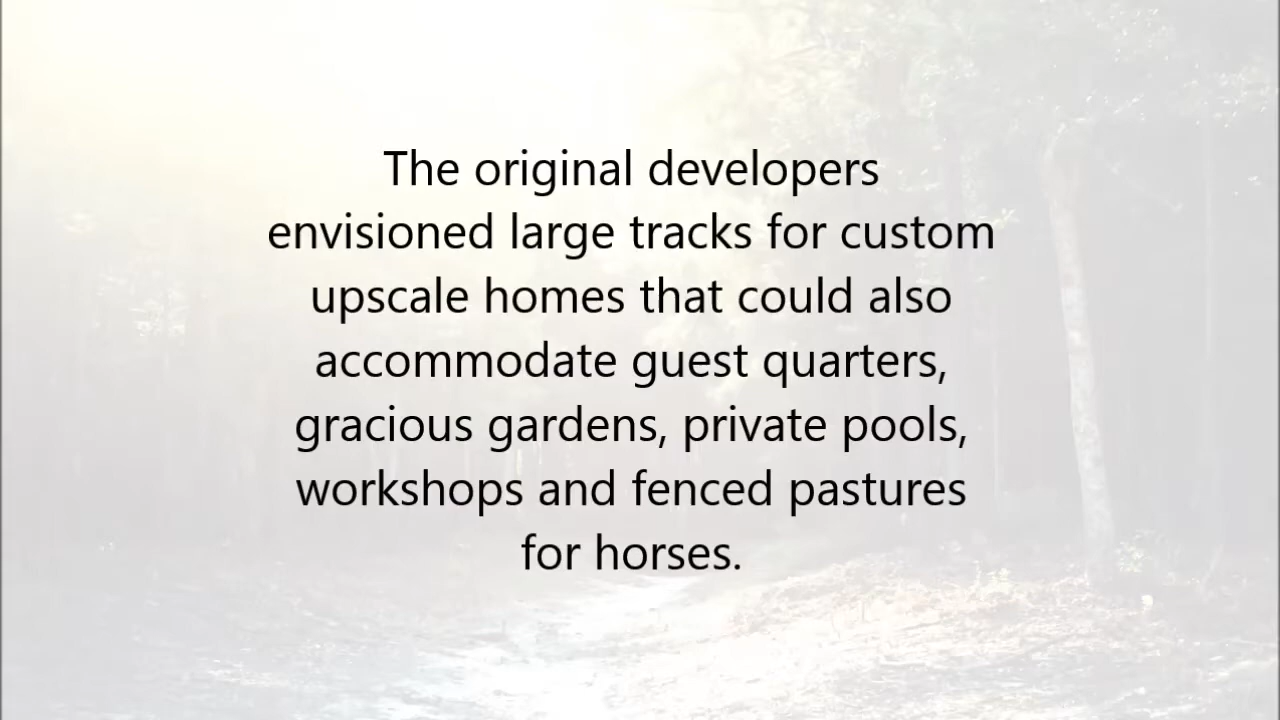 The original developers
envisioned large tracks for custom
upscale homes that could also
accommodate guest quarters,
gracious gardens, private pools,
workshops and fenced pastures
for horses.